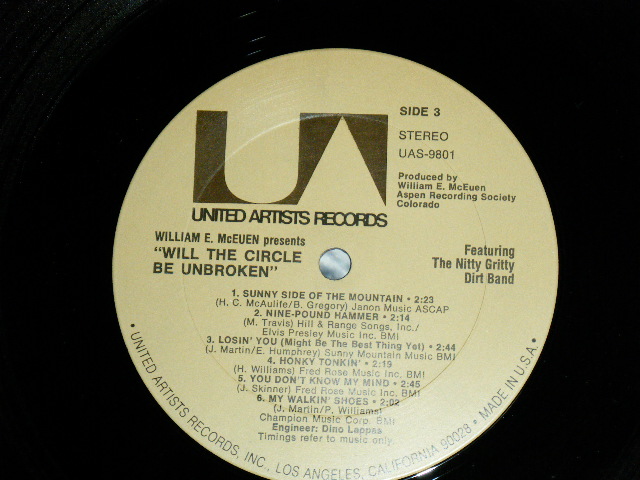 UA
UNITED ARTISTS RECORDS
SIDE 3
STEREO
UAS-9801
Produced by
William E. McEuen
Aspen Recording Society
Colorado
WILLIAM E. McEUEN presents
"WILL THE CIRCLE
BE UNBROKEN"
Featuring
The Nitty Gritty
Dirt Band
1. SUNNY SIDE OF THE MOUNTAIN • 2:23
(H. C. McAulife/B. Gregory) Janon Music ASCAP
2. NINE-POUND HAMMER • 2:14
(M. Travis) Hill & Range Songs, Inc./
Elvis Presley Music Inc. BMI
3. LOSIN' YOU (Might Be The Best Thing Yet) • 2:44
(J. Martin/E. Humphrey) Sunny Mountain Music BMI
4. HONKY TONKIN' • 2:19
(H. Williams) Fred Rose Music Inc. BMI
5. YOU DON'T KNOW MY MIND • 2:45
(J. Skinner) Fred Rose Music Inc. BMI
6. MY WALKIN' SHOES • 2:02
(J. Martin/P. Williams)
Champion Music Corp. BMI
Engineer: Dino Lappas
Timings refer to music only.
• UNITED ARTISTS RECORDS, INC., LOS ANGELES, CALIFORNIA 90028 • MADE IN U.S.A. •